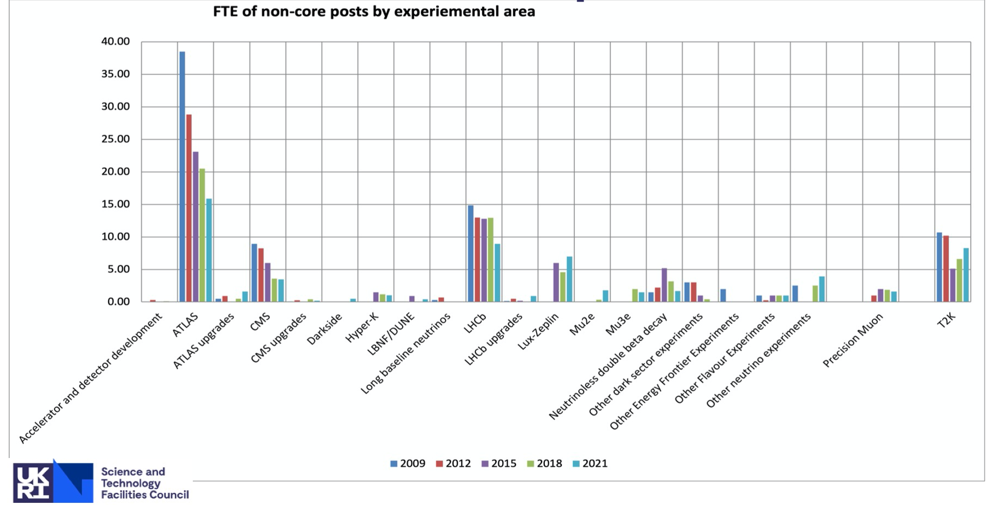 FTE of non-core posts by experiemental area
40.00
35.00
30.00
25.00
20.00
15.00
10.00
5.00
0.00
Accelerator and detector development
ATLAS
ATLAS upgrades
CMS
CMS upgrades
Darkside
Hyper-K
LBNF/DUNE
Long baseline neutrinos
LHCb
LHCb upgrades
Lux-Zeplin
Mu2e
Mu3e
Neutrinoless double beta decay
Other dark sector experiments
Other Energy Frontier Experiments
Other Flavour Experiments
Other neutrino experiments
Precision Muon
T2K
2009 2012 2015 2018 2021
UK
RI
Science and
Technology
Facilities Council